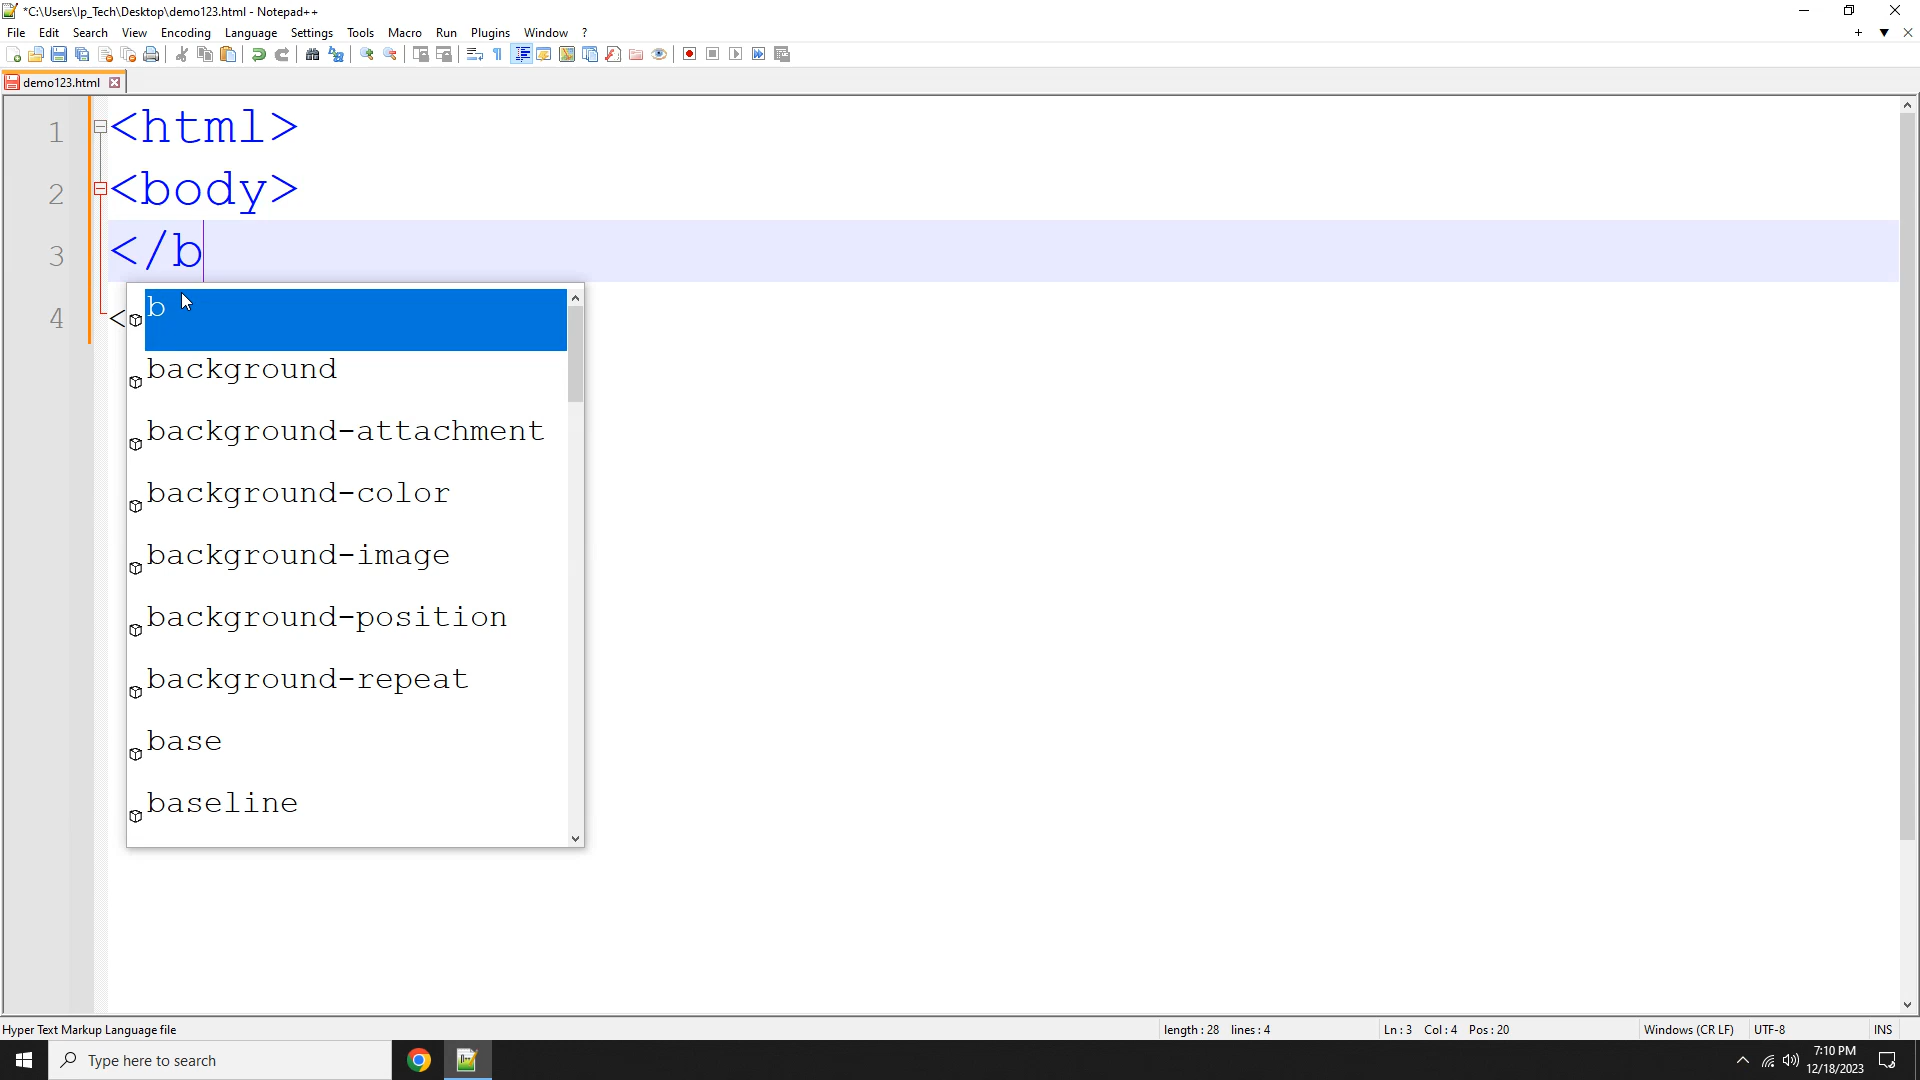 *C:\Users\lp_Tech\Desktop\demo123.html - Notepad++
File Edit Search View Encoding Language Settings Tools Macro Run Plugins Window ?
demo123.html
1 <html>
2 <body>
3 </b
4 <
b
background
background-attachment
background-color
background-image
background-position
background-repeat
base
baseline
Hyper Text Markup Language file length : 28 lines : 4 Ln : 3 Col : 4 Pos : 20 Windows (CR LF) UTF-8 INS
Type here to search
7:10 PM
12/18/2023